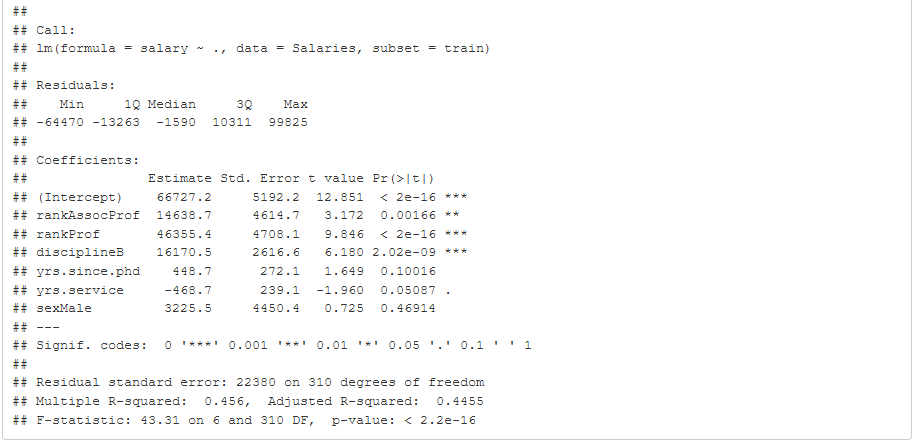 ##
## Call:
## lm(formula = salary ~ ., data = Salaries, subset = train)
##
## Residuals:
##    Min     1Q Median     3Q    Max
## -64470 -13263  -1590  10311  99825
##
## Coefficients:
##               Estimate Std. Error t value Pr(>|t|)
## (Intercept)    66727.2     5192.2  12.851  < 2e-16 ***
## rankAssocProf  14638.7     4614.7   3.172  0.00166 **
## rankProf       46355.4     4708.1   9.846  < 2e-16 ***
## disciplineB    16170.5     2616.6   6.180 2.02e-09 ***
## yrs.since.phd    448.7      272.1   1.649  0.10016
## yrs.service     -468.7      239.1  -1.960  0.05087 .
## sexMale         3225.5     4450.4   0.725  0.46914
## ---
## Signif. codes:  0 '***' 0.001 '**' 0.01 '*' 0.05 '.' 0.1 ' ' 1
##
## Residual standard error: 22380 on 310 degrees of freedom
## Multiple R-squared:  0.456, Adjusted R-squared:  0.4455
## F-statistic: 43.31 on 6 and 310 DF,  p-value: < 2.2e-16